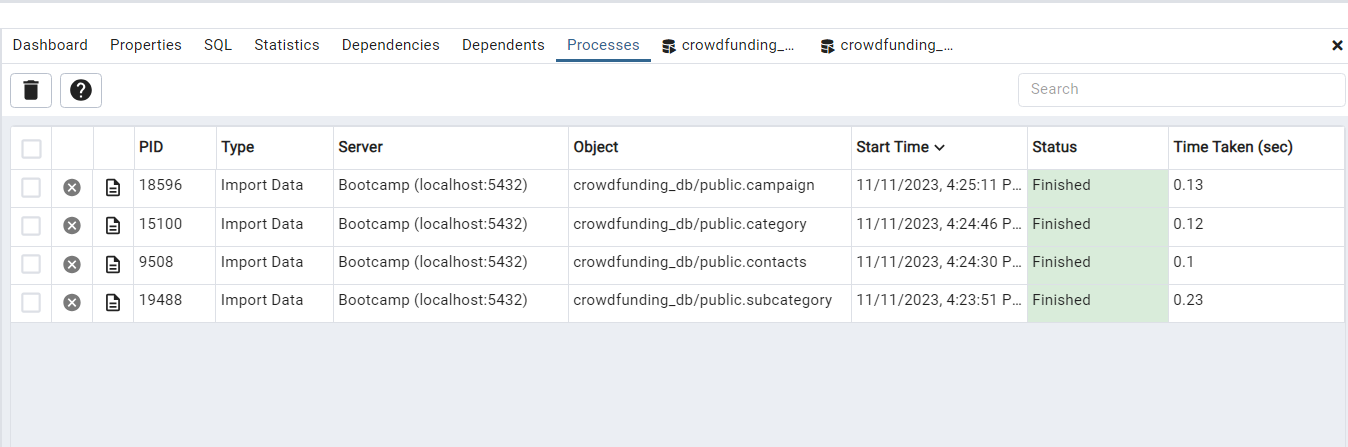 Dashboard Properties SQL Statistics Dependencies Dependents Processes crowdfunding_... crowdfunding_...
Search
PID Type Server Object Start Time Status Time Taken (sec)
18596 Import Data Bootcamp (localhost:5432) crowdfunding_db/public.campaign 11/11/2023, 4:25:11 P... Finished 0.13
15100 Import Data Bootcamp (localhost:5432) crowdfunding_db/public.category 11/11/2023, 4:24:46 P... Finished 0.12
9508 Import Data Bootcamp (localhost:5432) crowdfunding_db/public.contacts 11/11/2023, 4:24:30 P... Finished 0.1
19488 Import Data Bootcamp (localhost:5432) crowdfunding_db/public.subcategory 11/11/2023, 4:23:51 P... Finished 0.23